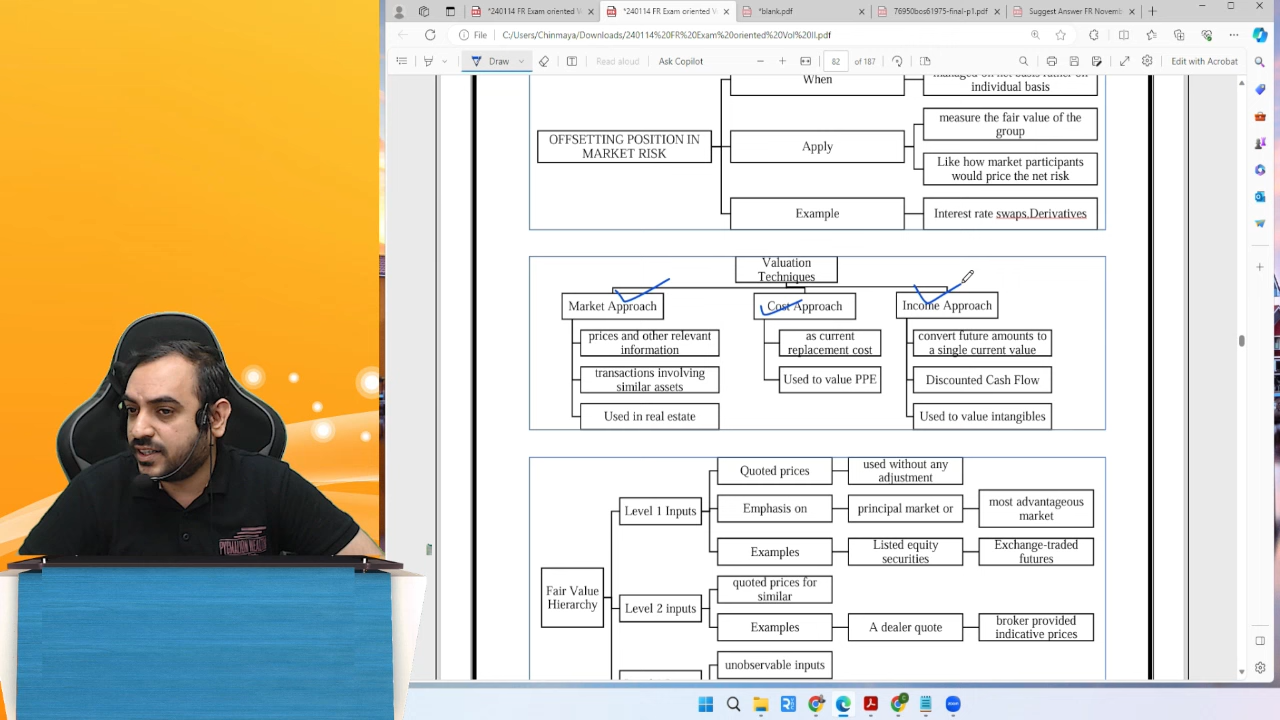 *240114 FR Exam oriented V
*240114 FR Exam oriented V
*blank.pdf
76950bos61975-final-p1.pdf
Suggest Answer FR Novemb
File
C:/Users/Chinmaya/Downloads/240114%20FR%20Exam%20oriented%20Vol%20II.pdf
Draw
Read aloud
Ask Copilot
82
of 187
Edit with Acrobat
When
managed on net basis rather on
individual basis
OFFSETTING POSITION IN
MARKET RISK
Apply
measure the fair value of the
group
Like how market participants
would price the net risk
Example
Interest rate swaps,Derivatives
Valuation
Techniques
Market Approach
Cost Approach
Income Approach
prices and other relevant
information
as current
replacement cost
convert future amounts to
a single current value
transactions involving
similar assets
Used to value PPE
Discounted Cash Flow
Used in real estate
Used to value intangibles
Quoted prices
used without any
adjustment
Level 1 Inputs
Emphasis on
principal market or
most advantageous
market
Examples
Listed equity
securities
Exchange-traded
futures
Fair Value
Hierarchy
Level 2 inputs
quoted prices for
similar
Examples
A dealer quote
broker provided
indicative prices
unobservable inputs